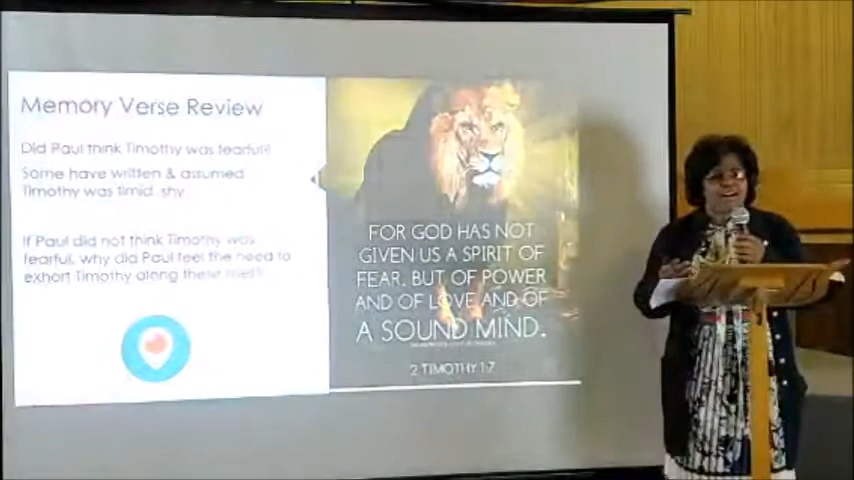 Memory Verse Review
Did Paul think Timothy was fearful?
Some have written & assumed
Timothy was timid, shy
If Paul did not think Timothy was
fearful, why did Paul feel the need to
exhort Timothy along these lines?
FOR GOD HAS NOT
GIVEN US A SPIRIT OF
FEAR, BUT OF POWER
AND OF LOVE AND OF
A SOUND MIND.
2 TIMOTHY 1:7